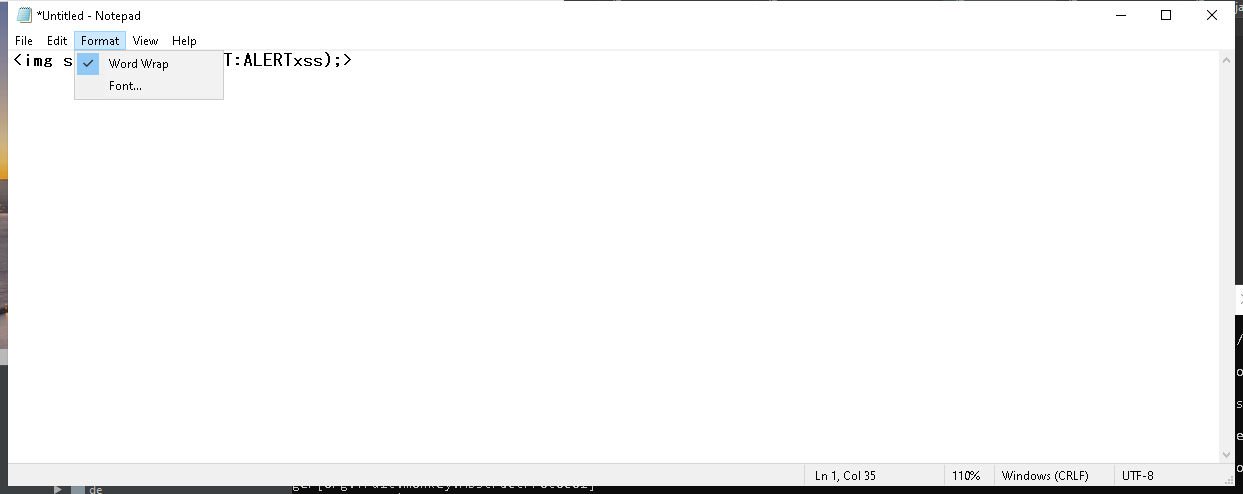 *Untitled - Notepad
File Edit Format View Help
<img s T:ALERTxss);>
Word Wrap
Font...
Ln 1, Col 35 110% Windows (CRLF) UTF-8
de